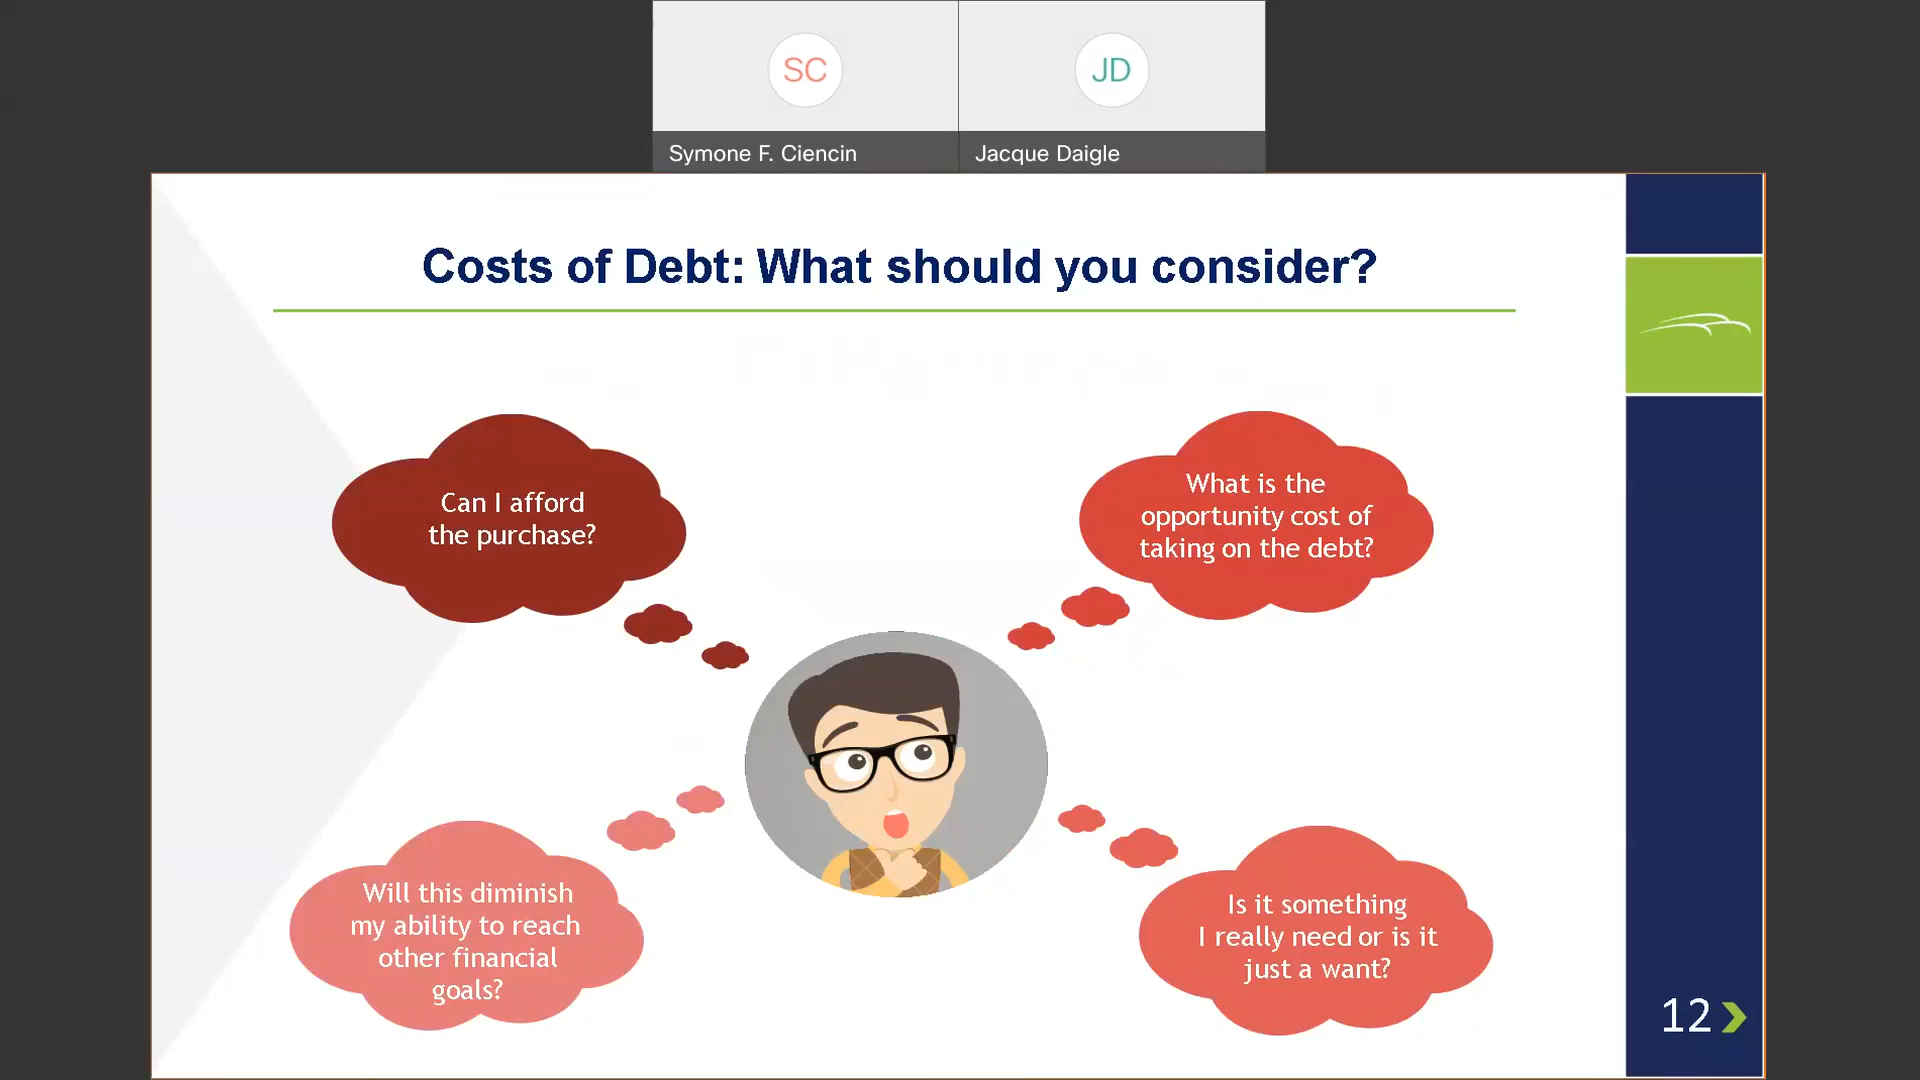 SC
JD
Symone F. Ciencin
Jacque Daigle
Costs of Debt: What should you consider?
Can I afford
the purchase?
What is the
opportunity cost of
taking on the debt?
Will this diminish
my ability to reach
other financial
goals?
Is it something
I really need or is it
just a want?
12